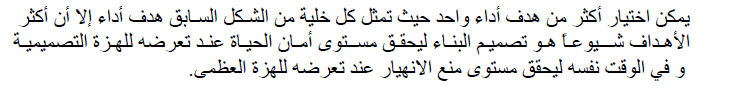 يمكن اختيار أكثر من هدف أداء واحد حيث تمثل كل خلية من الشكل السابق هدف أداء إلا أن أكثر
الأهداف شيوعاً هو تصميم البناء ليحقق مستوى أمان الحياة عند تعرضه للهزة التصميمية
و في الوقت نفسه ليحقق مستوى منع الانهيار عند تعرضه للهزة العظمى.